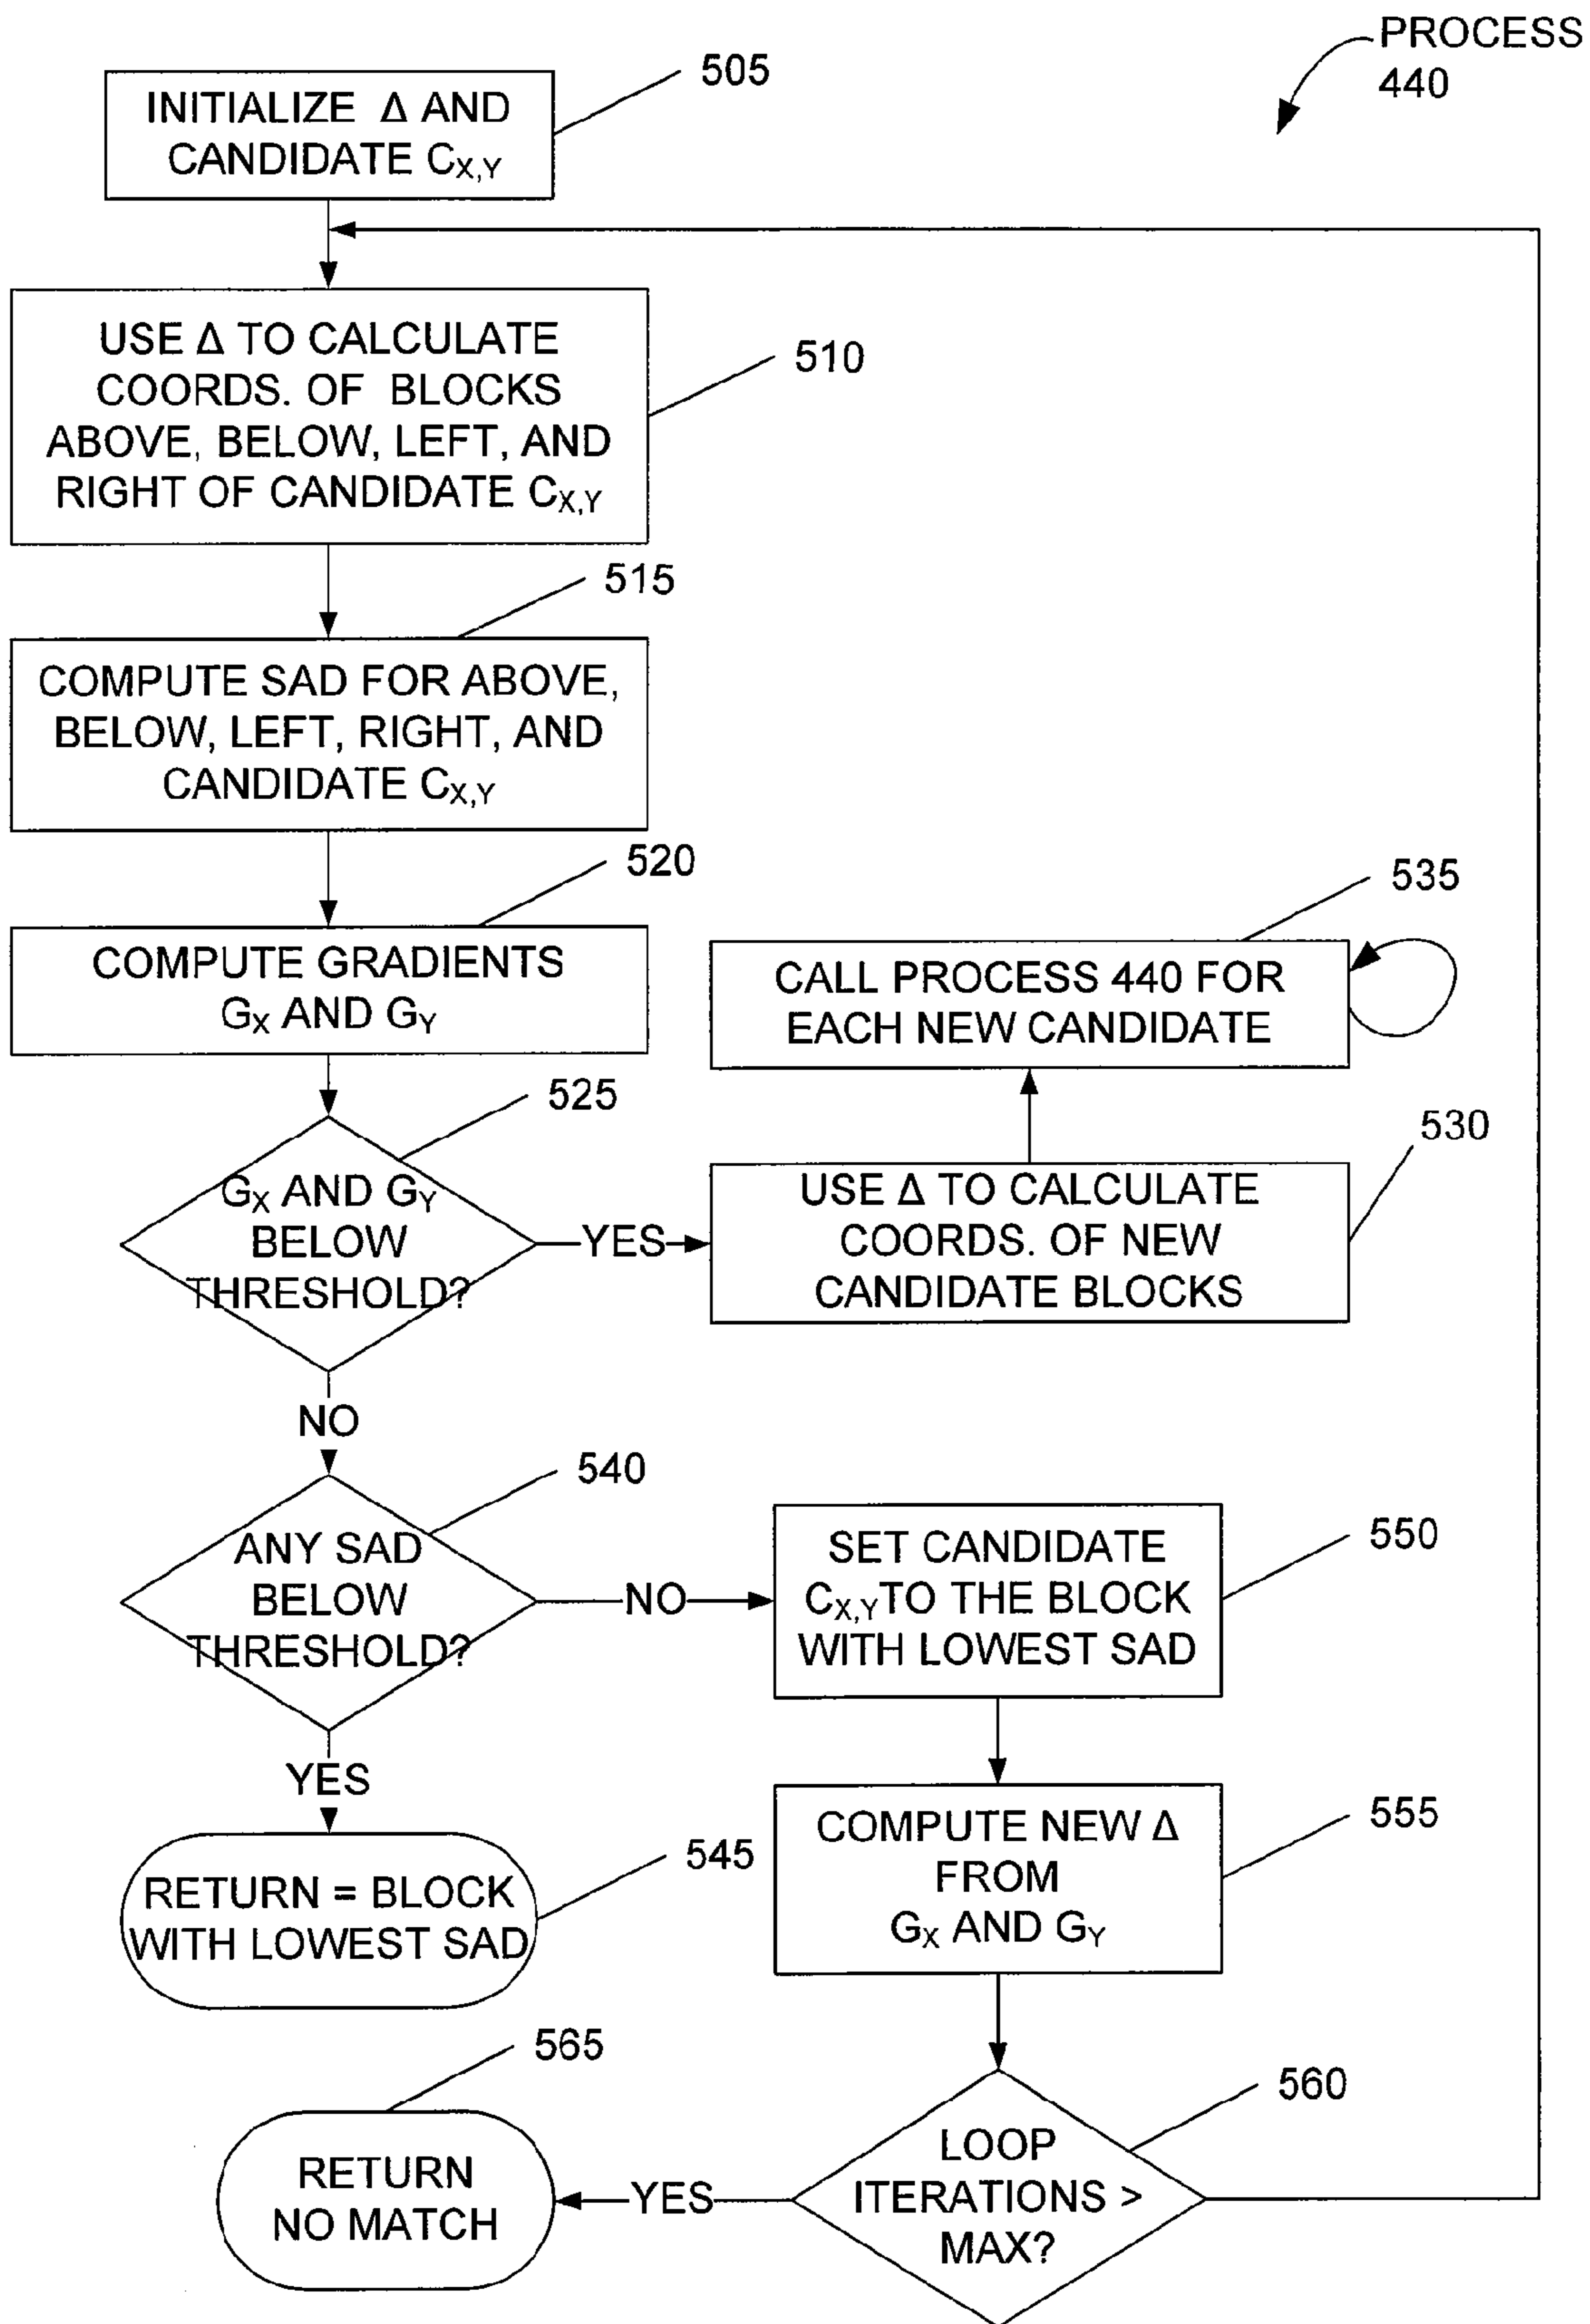 PROCESS
440
505
INITIALIZE Δ AND
CANDIDATE CX,Y
510
USE Δ TO CALCULATE
COORDS. OF BLOCKS
ABOVE, BELOW, LEFT, AND
RIGHT OF CANDIDATE CX,Y
515
COMPUTE SAD FOR ABOVE,
BELOW, LEFT, RIGHT, AND
CANDIDATE CX,Y
520
COMPUTE GRADIENTS
GX AND GY
535
CALL PROCESS 440 FOR
EACH NEW CANDIDATE
525
GX AND GY
BELOW
THRESHOLD?
YES
530
USE Δ TO CALCULATE
COORDS. OF NEW
CANDIDATE BLOCKS
NO
540
ANY SAD
BELOW
THRESHOLD?
NO
550
SET CANDIDATE
CX,Y TO THE BLOCK
WITH LOWEST SAD
YES
545
RETURN = BLOCK
WITH LOWEST SAD
555
COMPUTE NEW Δ
FROM
GX AND GY
565
RETURN
NO MATCH
YES
560
LOOP
ITERATIONS >
MAX?